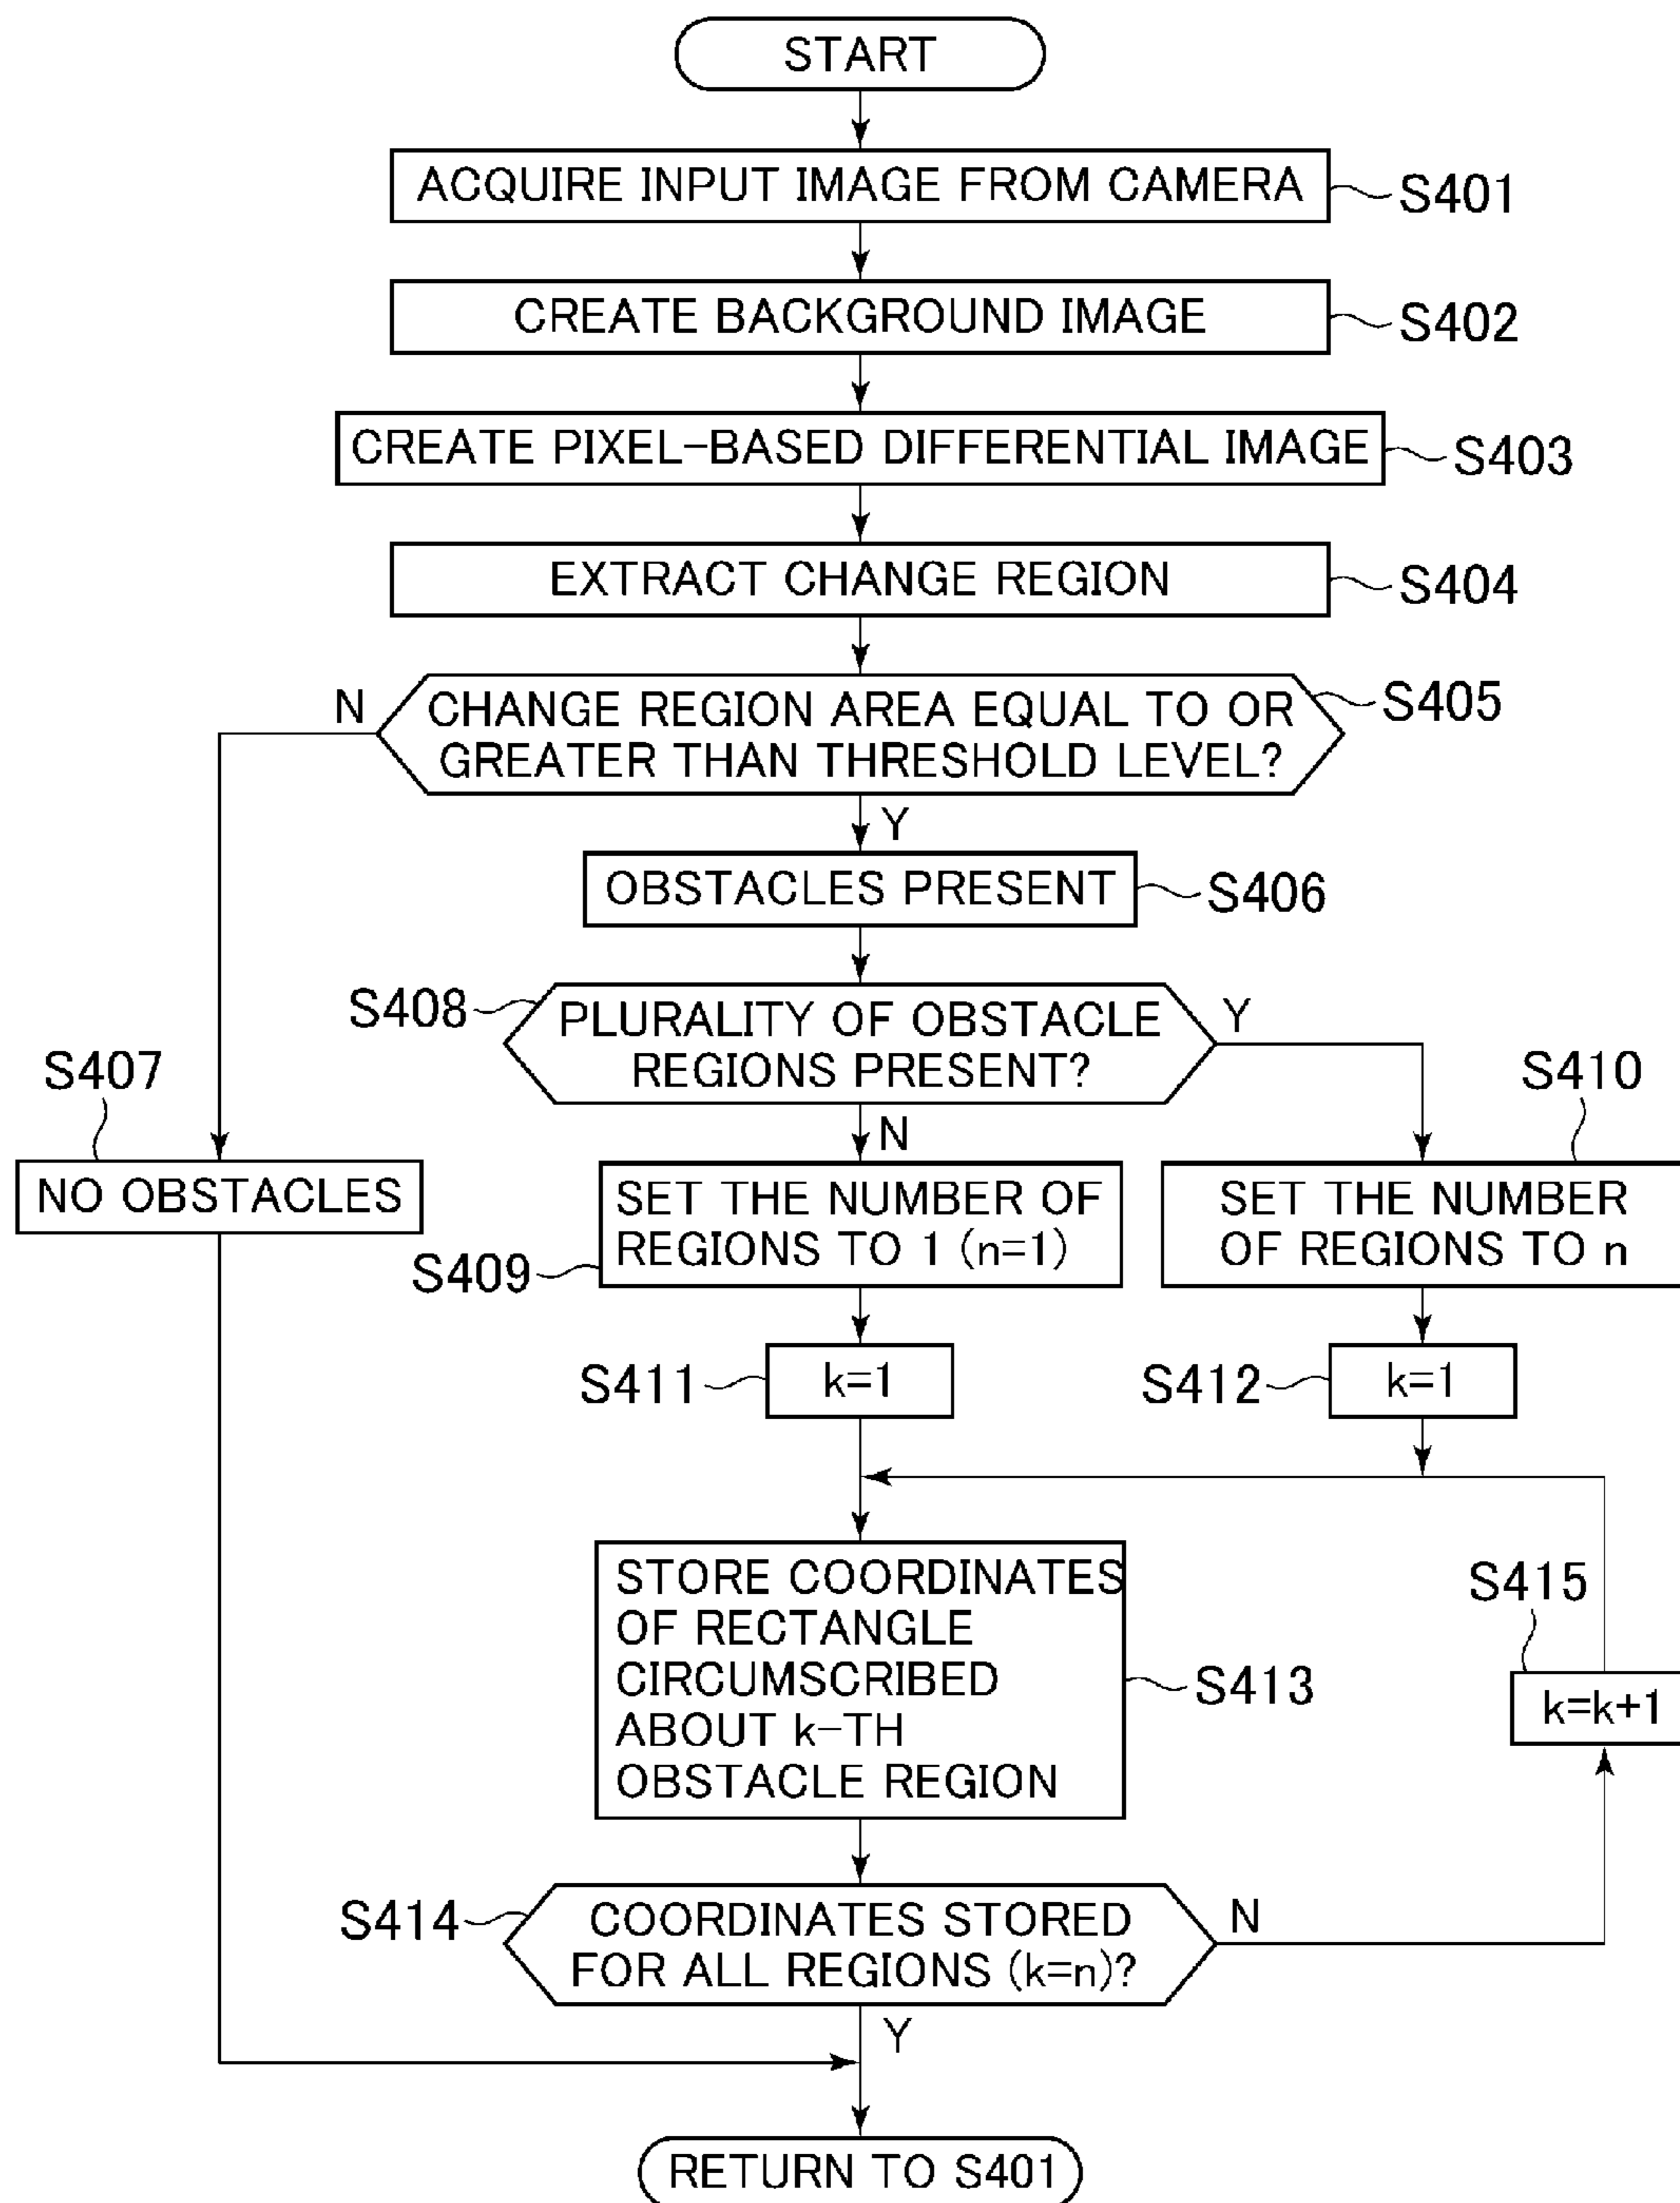 START
ACQUIRE INPUT IMAGE FROM CAMERA
S401
CREATE BACKGROUND IMAGE
S402
CREATE PIXEL-BASED DIFFERENTIAL IMAGE
S403
EXTRACT CHANGE REGION
S404
N
CHANGE REGION AREA EQUAL TO OR
GREATER THAN THRESHOLD LEVEL?
S405
Y
OBSTACLES PRESENT
S406
S408
PLURALITY OF OBSTACLE
REGIONS PRESENT?
Y
S407
NO OBSTACLES
N
S410
SET THE NUMBER OF
REGIONS TO 1 (n=1)
S409
SET THE NUMBER
OF REGIONS TO n
S411
k=1
S412
k=1
STORE COORDINATES
OF RECTANGLE
CIRCUMSCRIBED
ABOUT k-TH
OBSTACLE REGION
S413
S415
k=k+1
S414
COORDINATES STORED
FOR ALL REGIONS (k=n)?
N
Y
RETURN TO S401